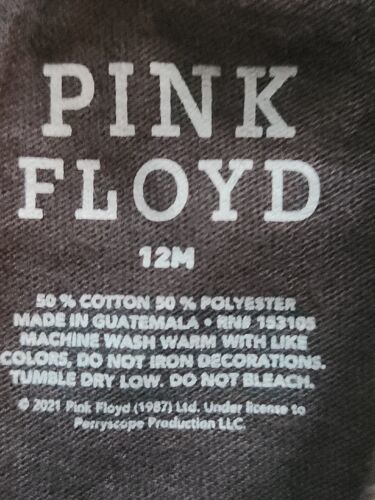 PINK
FLOYD
12M
50 % COTTON 50 % POLYESTER
MADE IN GUATEMALA • RN# 153105
MACHINE WASH WARM WITH LIKE
COLORS, DO NOT IRON DECORATIONS.
TUMBLE DRY LOW. DO NOT BLEACH.
© 2021 Pink Floyd (1987) Ltd. Under license to
Perryscope Production LLC.